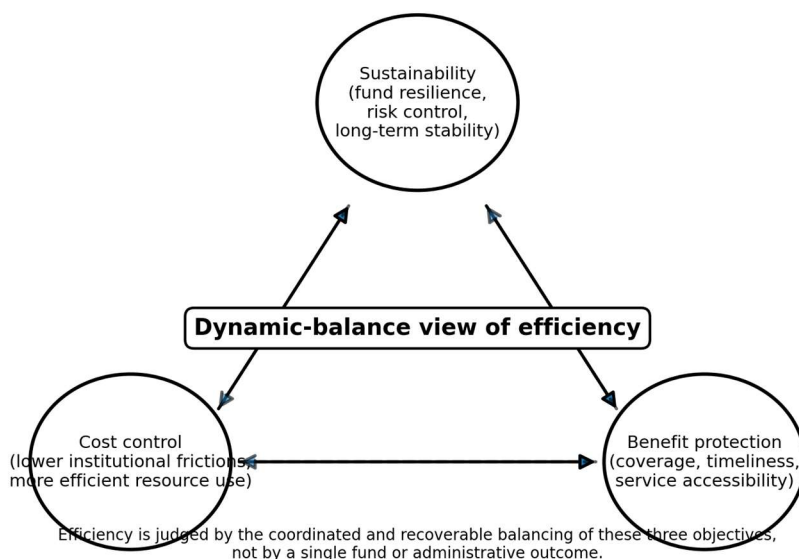 Sustainability
(fund resilience,
risk control,
long-term stability)
Dynamic-balance view of efficiency
Cost control
(lower institutional frictions,
more efficient resource use)
Benefit protection
(coverage, timeliness,
service accessibility)
Efficiency is judged by the coordinated and recoverable balancing of these three objectives,
not by a single fund or administrative outcome.